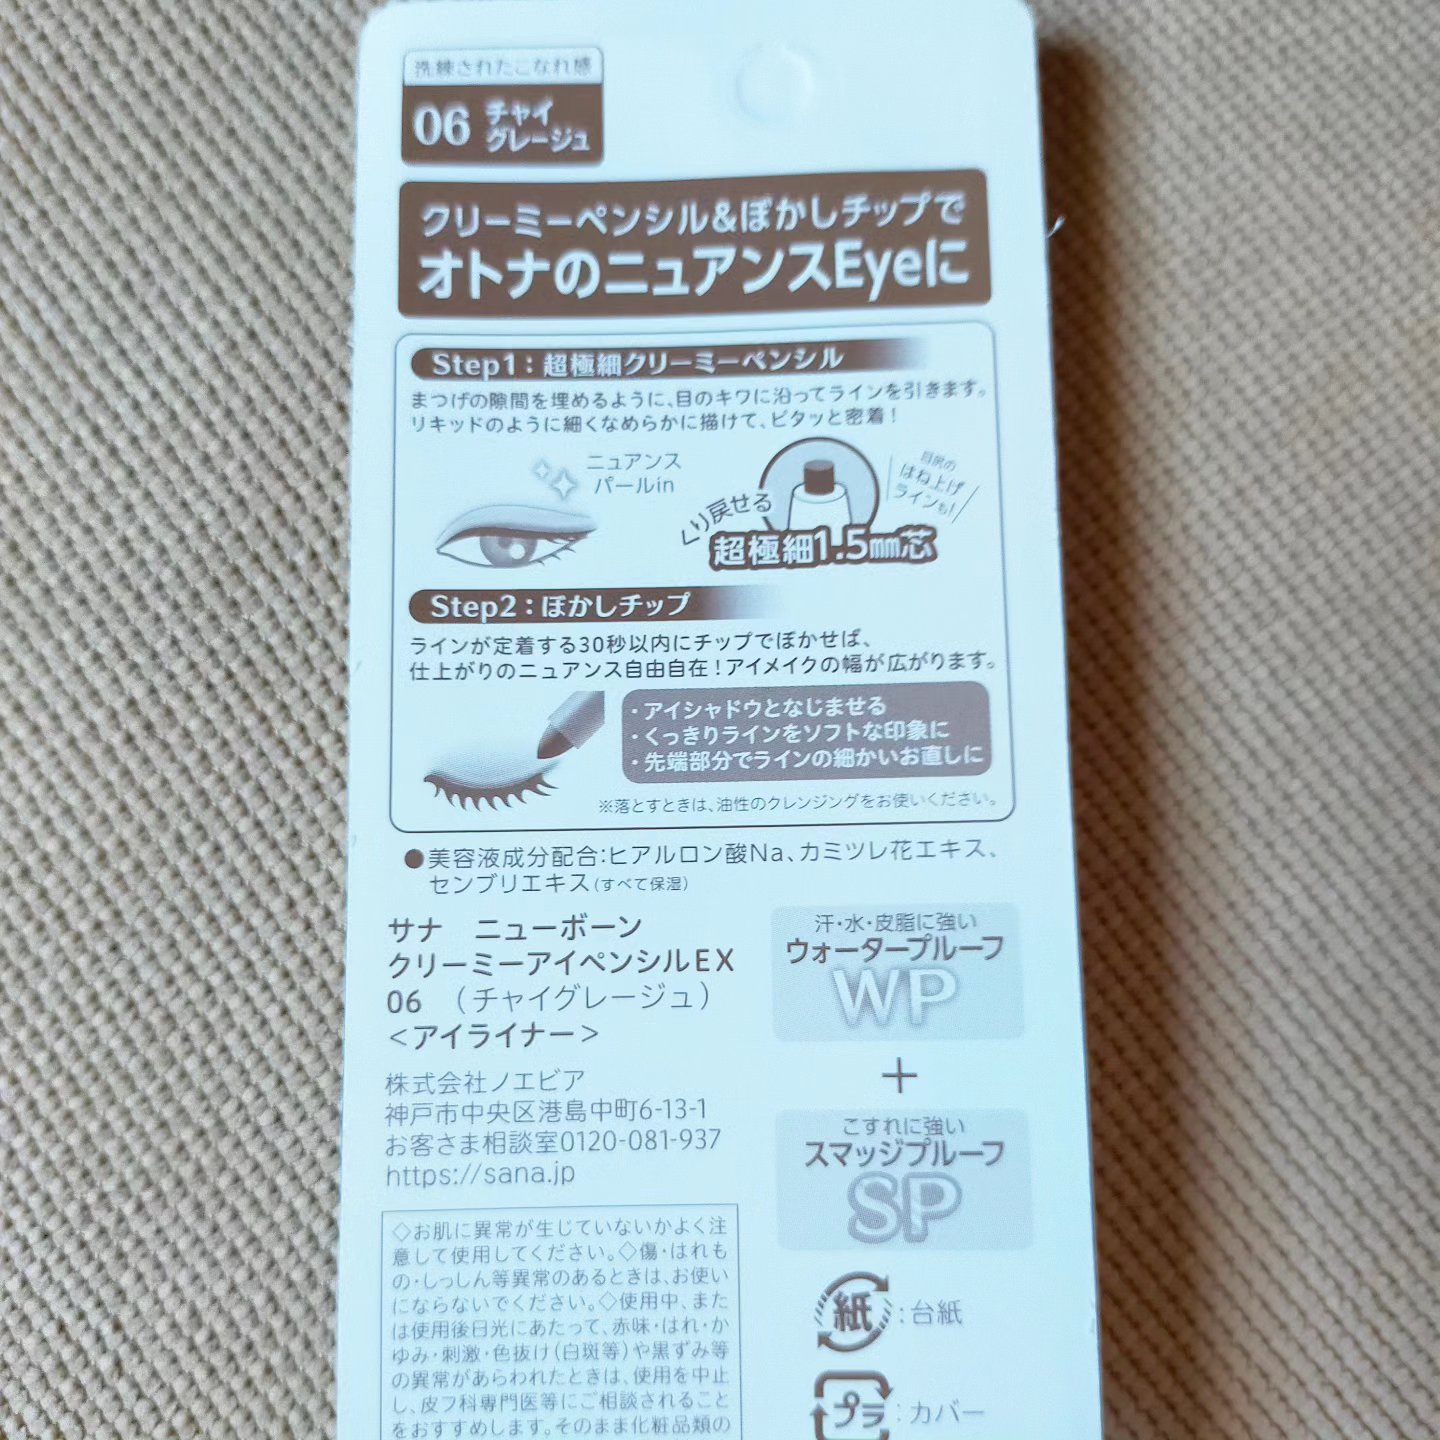 洗練されたこなれ感
06 チャイ
グレージュ
クリーミーペンシル&ぼかしチップで
オトナのニュアンスEyeに
Step1：超極細クリーミーペンシル
まつげの隙間を埋めるように、目のキワに沿ってラインを引きます。
リキッドのように細くなめらかに描けて、ピタッと密着！
ニュアンス
パールin
くり戻せる
超極細1.5mm芯
目尻の
はね上げ
ラインも！
Step2：ぼかしチップ
ラインが定着する30秒以内にチップでぼかせば、
仕上がりのニュアンス自由自在！アイメイクの幅が広がります。
・アイシャドウとなじませる
・くっきりラインをソフトな印象に
・先端部分でラインの細かいお直しに
※落とすときは、油性のクレンジングをお使いください。
●美容液成分配合：ヒアルロン酸Na、カミツレ花エキス、
センブリエキス（すべて保湿）
サナ　ニューボーン
クリーミーアイペンシルEX
06　（チャイグレージュ）
＜アイライナー＞
株式会社ノエビア
神戸市中央区港島中町6-13-1
お客さま相談室0120-081-937
https://sana.jp
汗・水・皮脂に強い
ウォータープルーフ
WP
+
こすれに強い
スマッジプルーフ
SP
紙：台紙
プラ：カバー
◇お肌に異常が生じていないかよく注
意して使用してください。◇傷・はれも
の・しっしん等異常のあるときは、お使い
にならないでください。◇使用中、また
は使用後日光にあたって、赤味・はれ・か
ゆみ・刺激・色抜け（白斑等）や黒ずみ等
の異常があらわれたときは、使用を中止
し、皮フ科専門医等にご相談されること
をおすすめします。そのまま化粧品類の